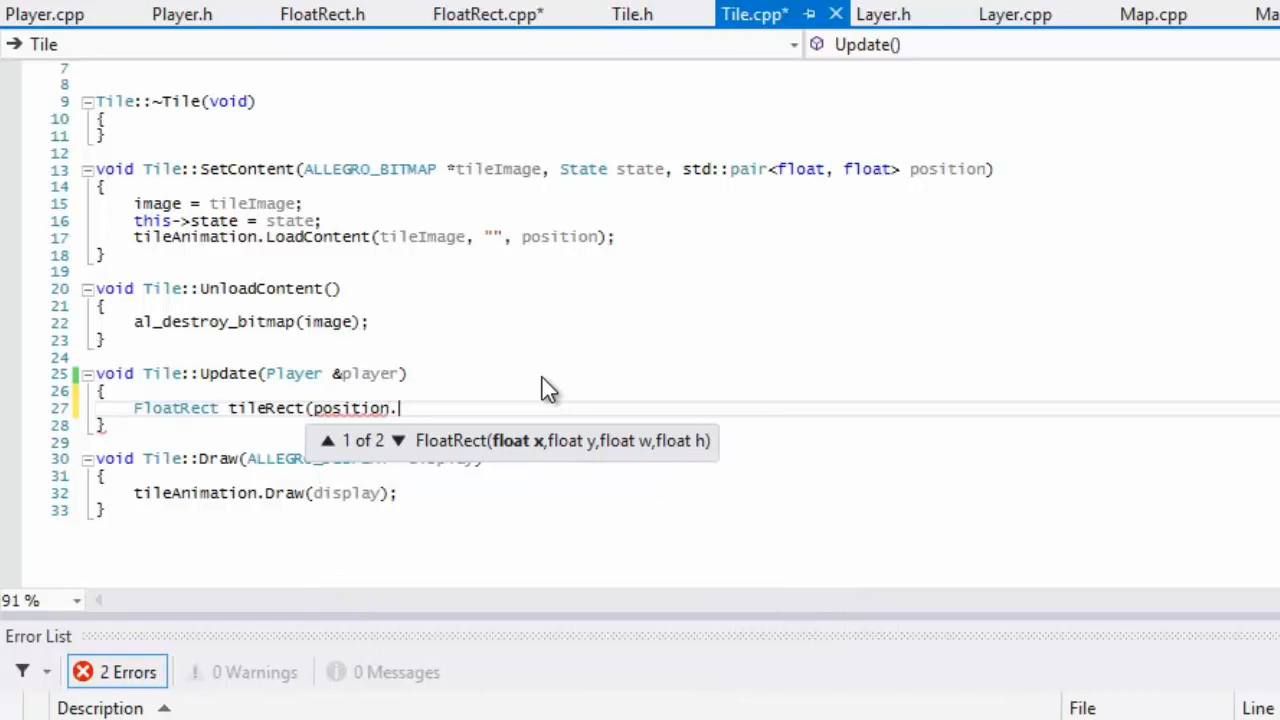 Player.cpp Player.h FloatRect.h FloatRect.cpp* Tile.h Tile.cpp* Layer.h Layer.cpp Map.cpp Ma
Tile Update()
7
8
9 Tile::~Tile(void)
10 {
11 }
12
13 void Tile::SetContent(ALLEGRO_BITMAP *tileImage, State state, std::pair<float, float> position)
14 {
15 image = tileImage;
16 this->state = state;
17 tileAnimation.LoadContent(tileImage, "", position);
18 }
19
20 void Tile::UnloadContent()
21 {
22 al_destroy_bitmap(image);
23 }
24
25 void Tile::Update(Player &player)
26 {
27 FloatRect tileRect(position.
28 }
1 of 2 FloatRect(float x,float y,float w,float h)
29
30 void Tile::Draw(
31 {
32 tileAnimation.Draw(display);
33 }
91 %
Error List
2 Errors 0 Warnings 0 Messages
Description File Line